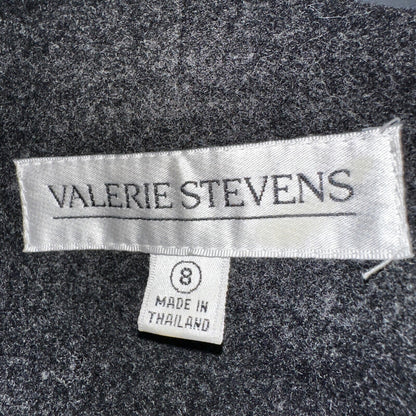 VALERIE STEVENS
8
MADE IN
THAILAND